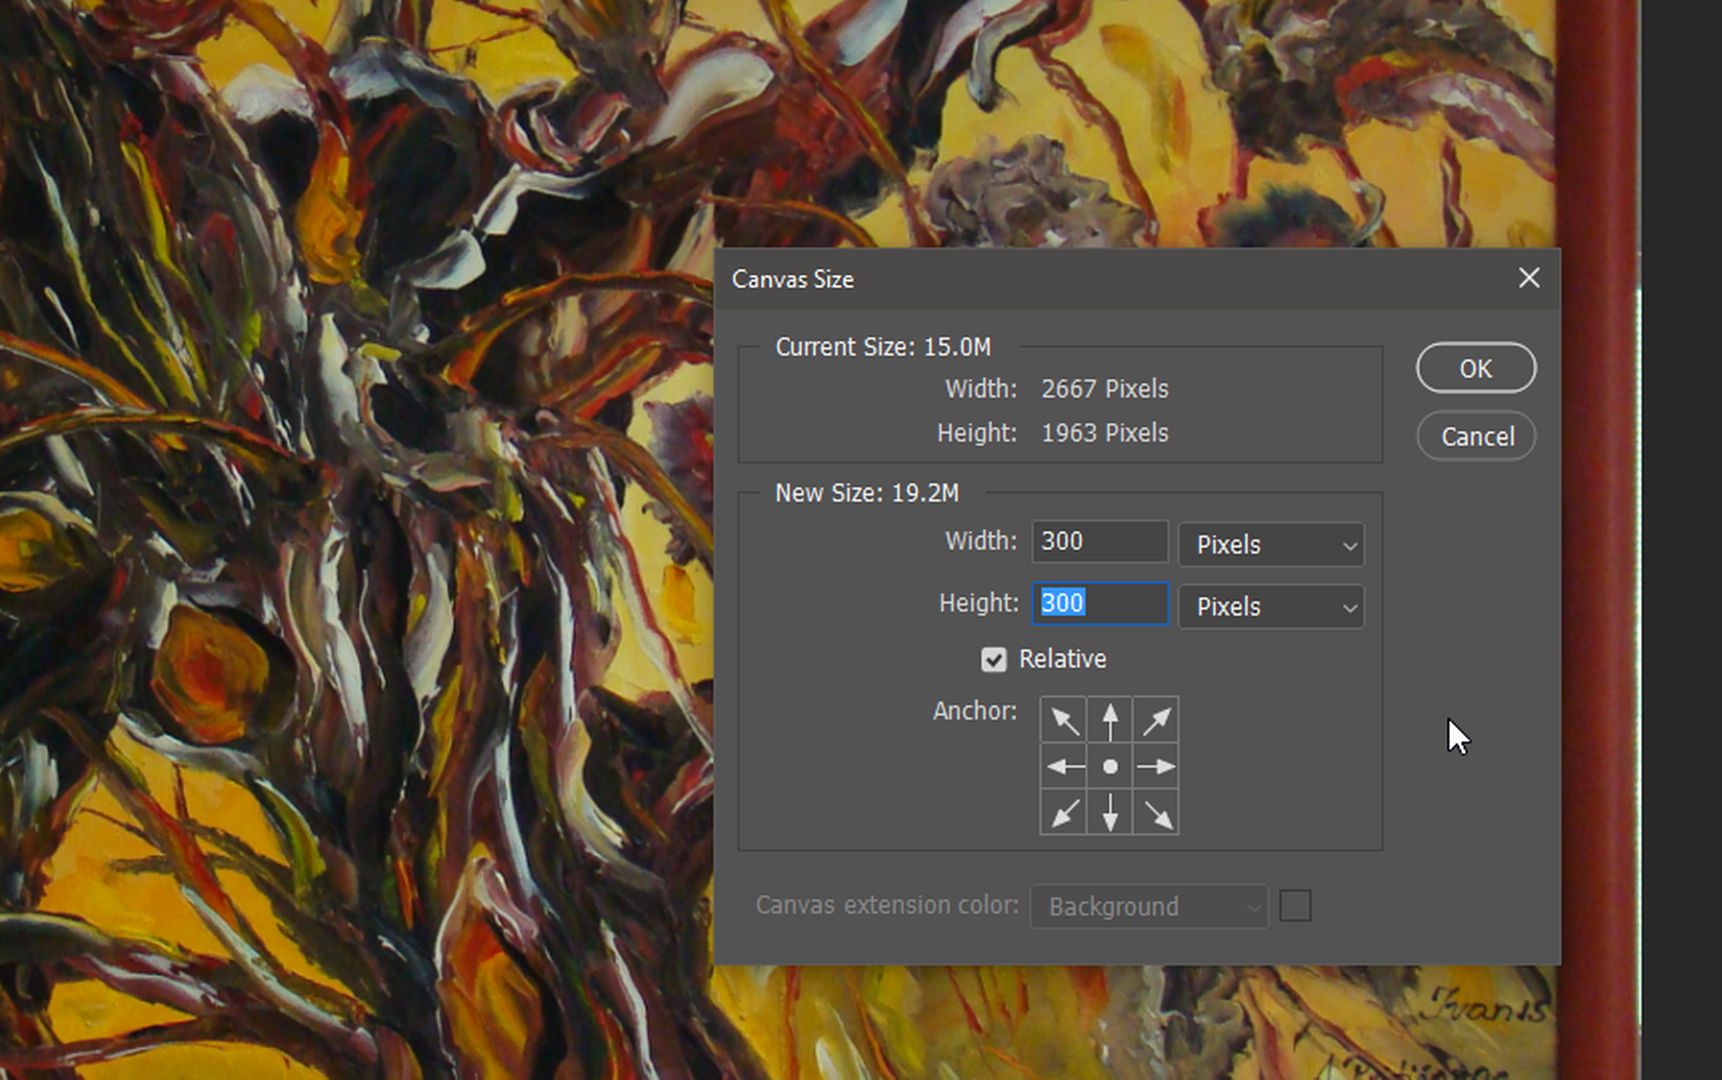 Canvas Size
Current Size: 15.0M
Width: 2667 Pixels
Height: 1963 Pixels
OK
Cancel
New Size: 19.2M
Width: 300 Pixels
Height: 300 Pixels
Relative
Anchor:
Canvas extension color: Background